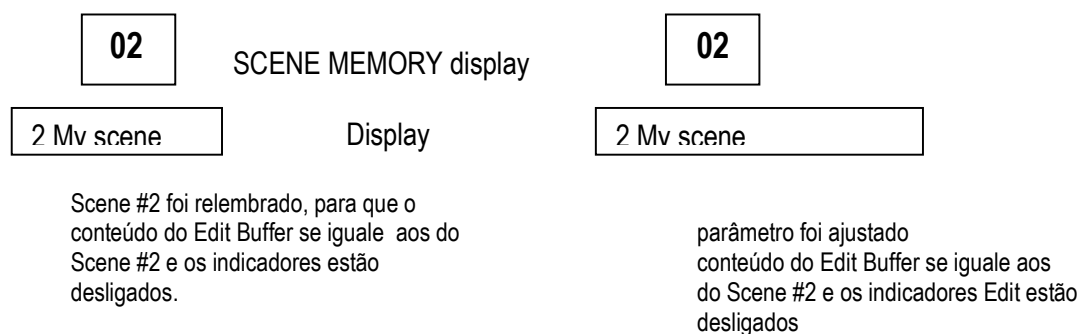 02
SCENE MEMORY display
02
2 My scene
Display
2 My scene
Scene #2 foi relembrado, para que o
conteúdo do Edit Buffer se iguale aos do
Scene #2 e os indicadores estão
desligados.
parâmetro foi ajustado
conteúdo do Edit Buffer se iguale aos
do Scene #2 e os indicadores Edit estão
desligados